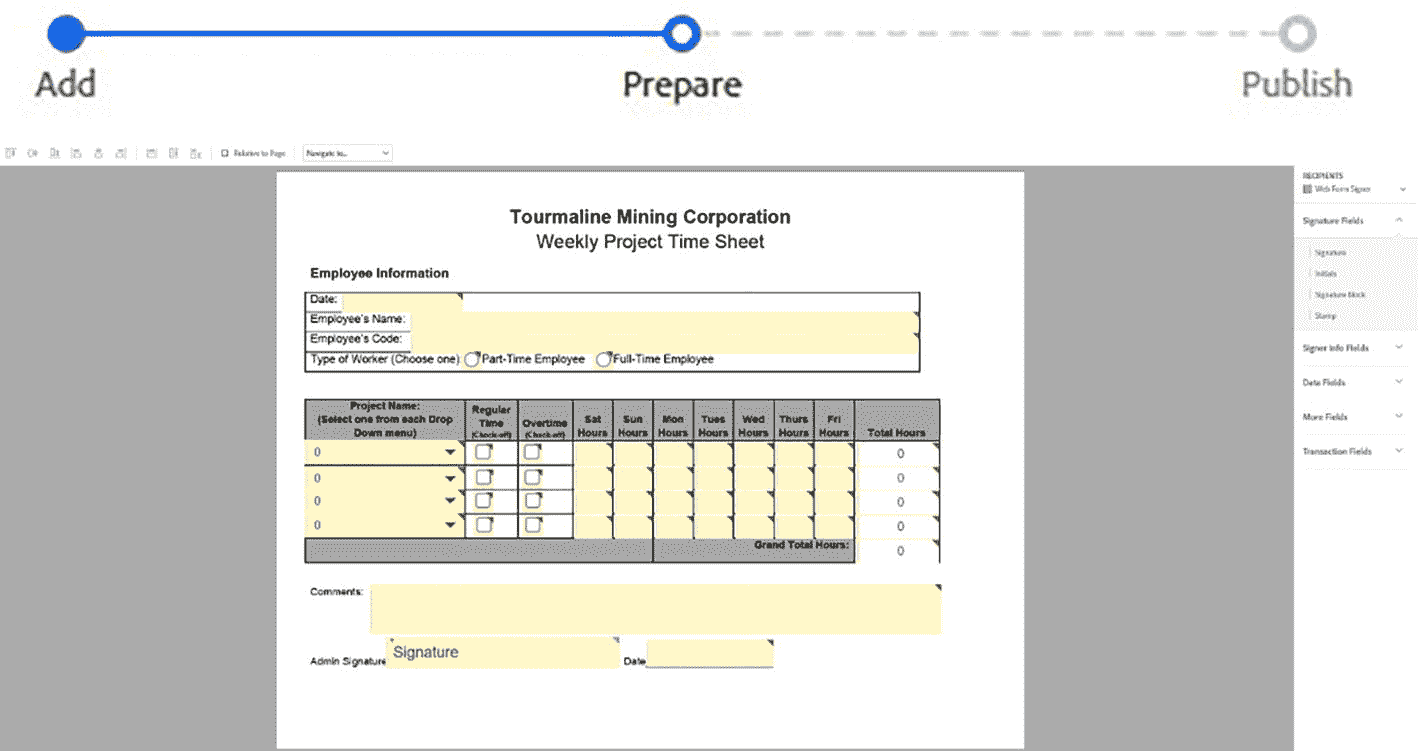 Add Prepare Publish
Relative to Page Navigate to...
RECIPIENTS
Web Form Signer
Signature Fields
Signature
Initials
Signature Block
Stamp
Signer Info Fields
Data Fields
More Fields
Transaction Fields
Tourmaline Mining Corporation
Weekly Project Time Sheet
Employee Information
Date:
Employee's Name:
Employee's Code:
Type of Worker (Choose one) Part-Time Employee Full-Time Employee
Project Name:
(Select one from each Drop
Down menu)
Regular
Time
(Check-off)
Overtime
(Check-off)
Sat
Hours
Sun
Hours
Mon
Hours
Tues
Hours
Wed
Hours
Thurs
Hours
Fri
Hours
Total Hours
0 0
0 0
0 0
0 0
Grand Total Hours: 0
Comments:
Admin Signature Signature Date